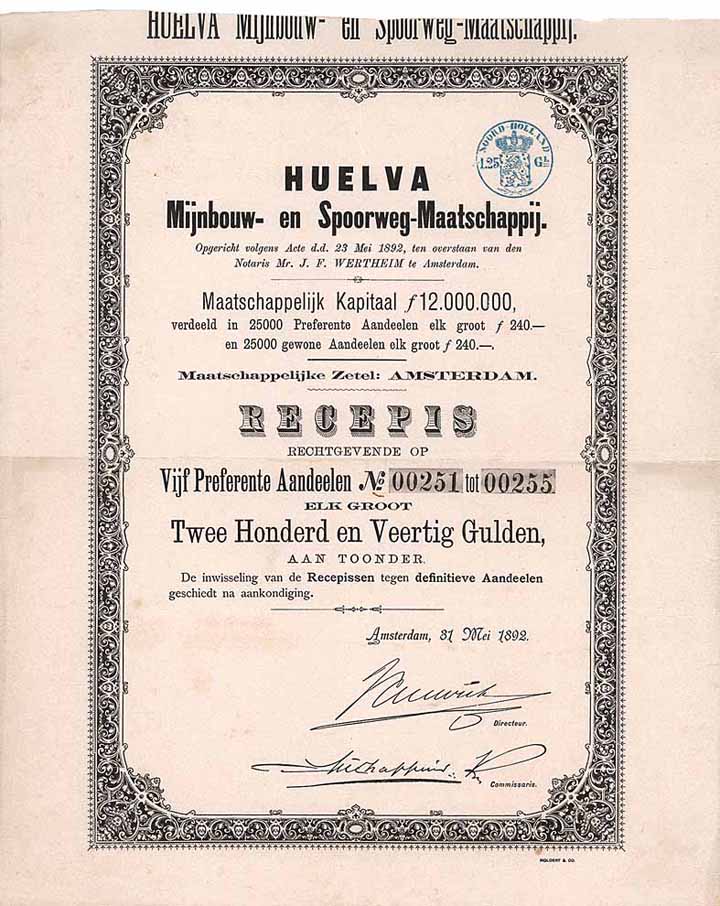 HUELVA Mijnbouw- en Spoorweg-Maatschappij.
NOORD-HOLLAND
1.25 Gl.
HUELVA
Mijnbouw- en Spoorweg-Maatschappij.
Opgericht volgens Acte d.d. 23 Mei 1892, ten overstaan van den
Notaris Mr. J. F. WERTHEIM te Amsterdam.
Maatschappelijk Kapitaal ƒ 12.000.000,
verdeeld in 25000 Preferente Aandeelen elk groot ƒ 240.—
en 25000 gewone Aandeelen elk groot ƒ 240.—.
Maatschappelijke Zetel: AMSTERDAM.
RECEPIS
RECHTGEVENDE OP
Vijf Preferente Aandeelen № 00251 tot 00255
ELK GROOT
Twee Honderd en Veertig Gulden,
AAN TOONDER.
De inwisseling van de Recepissen tegen definitieve Aandeelen
geschiedt na aankondiging.
Amsterdam, 31 Mei 1892.
Directeur.
Commissaris.
ROLDERT & CO.